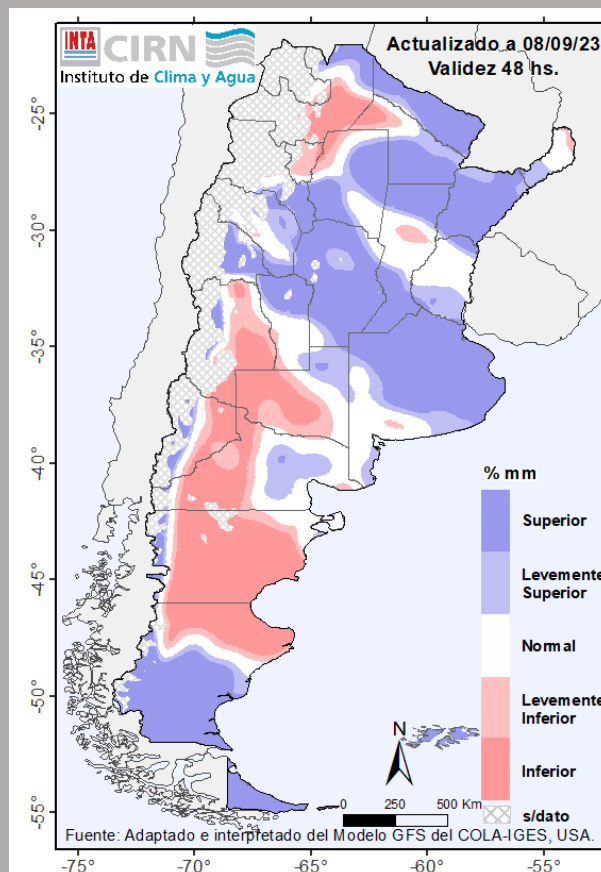 INTA CIRN
Instituto de Clima y Agua
Actualizado a 08/09/23
Validez 48 hs.
-25°
-30°
-35°
-40°
-45°
-50°
-55°
% mm
Superior
Levemente
Superior
Normal
Levemente
Inferior
Inferior
s/dato
N
0 250 500 Km
Fuente: Adaptado e interpretado del Modelo GFS del COLA-IGES, USA.
-75° -70° -65° -60° -55°